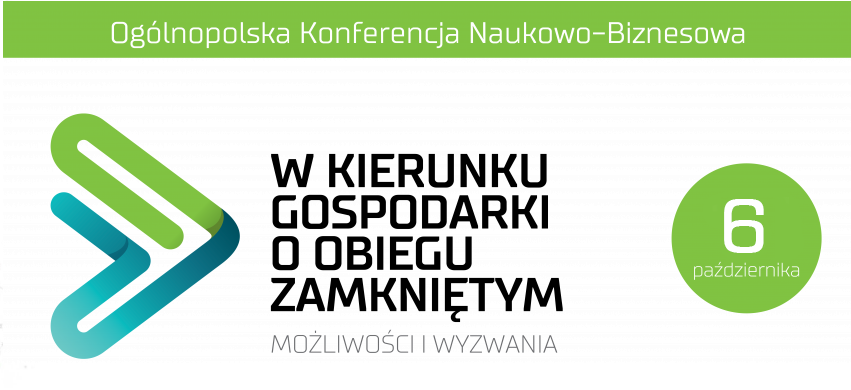 Ogólnopolska Konferencja Naukowo-Biznesowa
W KIERUNKU
GOSPODARKI
O OBIEGU
ZAMKNIĘTYM
MOŻLIWOŚCI I WYZWANIA
6
października